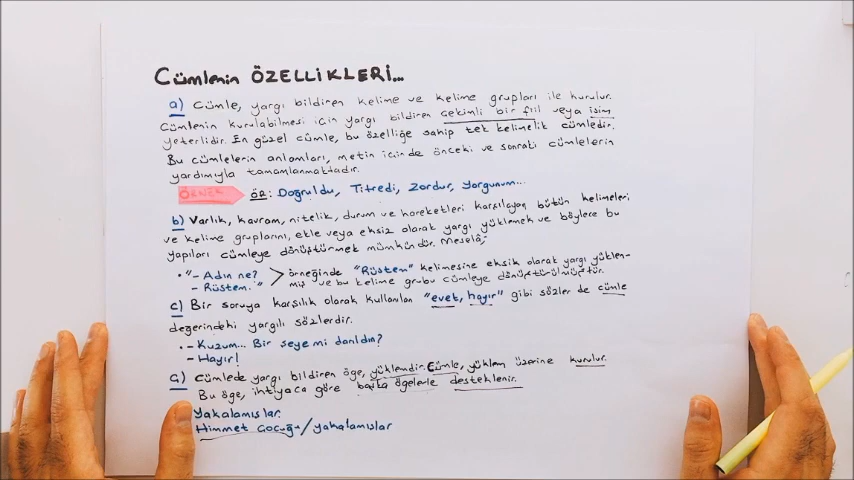 Cümlenin ÖZELLİKLERİ...
a) Cümle, yargı bildiren kelime ve kelime grupları ile kurulur.
Cümlenin kurulabilmesi için yargı bildiren çekimli bir fiil veya isim
yeterlidir. En güzel cümle, bu özelliğe sahip tek kelimelik cümledir.
Bu cümlelerin anlamları, metin içinde önceki ve sonraki cümlelerin
yardımıyla tamamlanmaktadır.
ÖRNEK ÖR: Doğruldu, Titredi, Zordur, Yorgunum...
b) Varlık, kavram, nitelik, durum ve hareketleri karşılayan bütün kelimeleri
ve kelime gruplarını, ekle veya eksiz olarak yargı yüklemek ve böylece bu
yapıları cümleye dönüştürmek mümkündür. Meselâ;
• "- Adın ne? > örneğinde "Rüstem" kelimesine eksik olarak yargı yüklen-
- Rüstem." miş ve bu kelime grubu cümleye dönüştürülmüştür.
c) Bir soruya karşılık olarak kullanılan "evet, hayır" gibi sözler de cümle
değerindeki yargılı sözlerdir.
• - Kuzum... Bir şeye mi darıldın?
- Hayır!
ç) Cümlede yargı bildiren öge, yüklemdir. Cümle, yüklem üzerine kurulur.
Bu öge, ihtiyaca göre başka ögelerle desteklenir.
Yakalamışlar.
Himmet Çocuğu / yakalamışlar